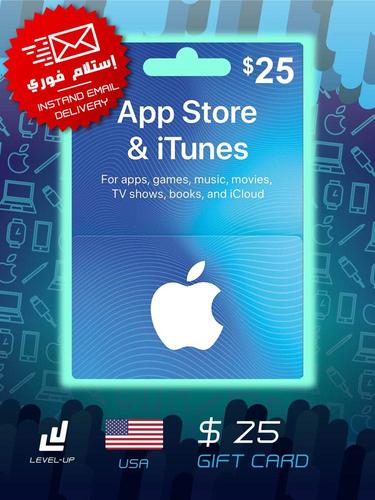 إستلام فوري
INSTAND EMAIL
DELIVERY
$25
App Store
& iTunes
For apps, games, music, movies,
TV shows, books, and iCloud
LEVEL-UP
USA
$ 25
GIFT CARD